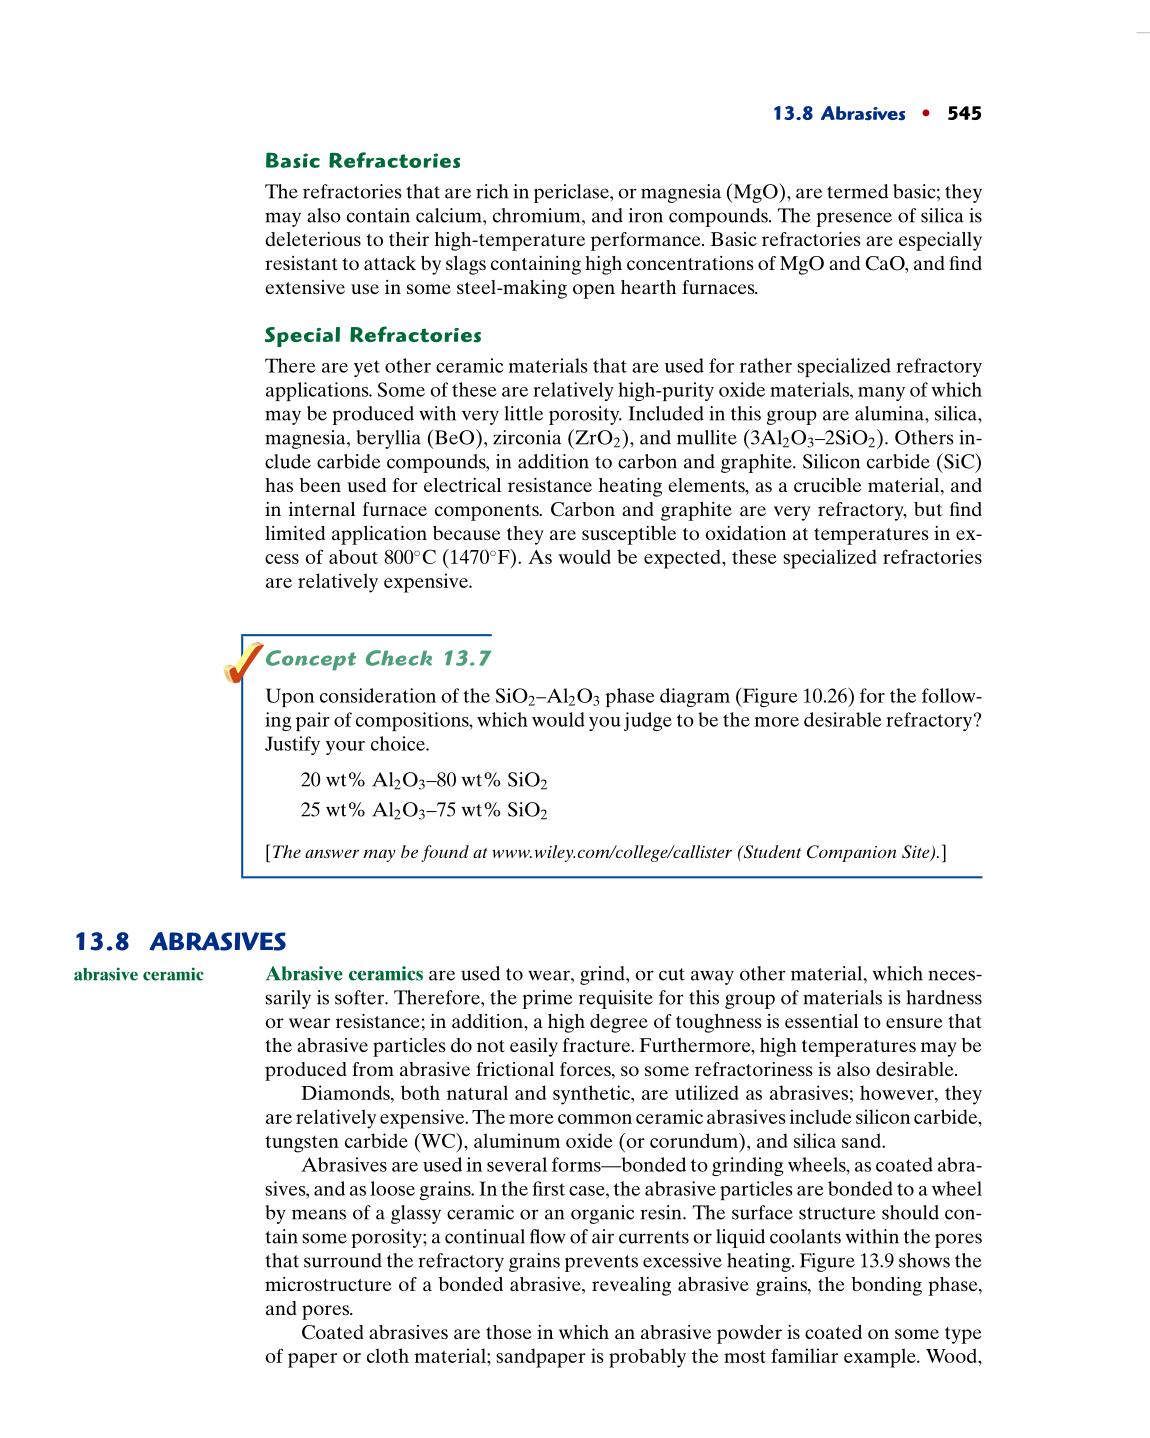 13.8 Abrasives • 545
Basic Refractories
The refractories that are rich in periclase, or magnesia (MgO), are termed basic; they
may also contain calcium, chromium, and iron compounds. The presence of silica is
deleterious to their high-temperature performance. Basic refractories are especially
resistant to attack by slags containing high concentrations of MgO and CaO, and find
extensive use in some steel-making open hearth furnaces.
Special Refractories
There are yet other ceramic materials that are used for rather specialized refractory
applications. Some of these are relatively high-purity oxide materials, many of which
may be produced with very little porosity. Included in this group are alumina, silica,
magnesia, beryllia (BeO), zirconia (ZrO₂), and mullite (3Al₂O₃–2SiO₂). Others in-
clude carbide compounds, in addition to carbon and graphite. Silicon carbide (SiC)
has been used for electrical resistance heating elements, as a crucible material, and
in internal furnace components. Carbon and graphite are very refractory, but find
limited application because they are susceptible to oxidation at temperatures in ex-
cess of about 800°C (1470°F). As would be expected, these specialized refractories
are relatively expensive.
Concept Check 13.7
Upon consideration of the SiO₂–Al₂O₃ phase diagram (Figure 10.26) for the follow-
ing pair of compositions, which would you judge to be the more desirable refractory?
Justify your choice.
20 wt% Al₂O₃–80 wt% SiO₂
25 wt% Al₂O₃–75 wt% SiO₂
[The answer may be found at www.wiley.com/college/callister (Student Companion Site).]
13.8 ABRASIVES
abrasive ceramic
Abrasive ceramics are used to wear, grind, or cut away other material, which neces-
sarily is softer. Therefore, the prime requisite for this group of materials is hardness
or wear resistance; in addition, a high degree of toughness is essential to ensure that
the abrasive particles do not easily fracture. Furthermore, high temperatures may be
produced from abrasive frictional forces, so some refractoriness is also desirable.
Diamonds, both natural and synthetic, are utilized as abrasives; however, they
are relatively expensive. The more common ceramic abrasives include silicon carbide,
tungsten carbide (WC), aluminum oxide (or corundum), and silica sand.
Abrasives are used in several forms—bonded to grinding wheels, as coated abra-
sives, and as loose grains. In the first case, the abrasive particles are bonded to a wheel
by means of a glassy ceramic or an organic resin. The surface structure should con-
tain some porosity; a continual flow of air currents or liquid coolants within the pores
that surround the refractory grains prevents excessive heating. Figure 13.9 shows the
microstructure of a bonded abrasive, revealing abrasive grains, the bonding phase,
and pores.
Coated abrasives are those in which an abrasive powder is coated on some type
of paper or cloth material; sandpaper is probably the most familiar example. Wood,